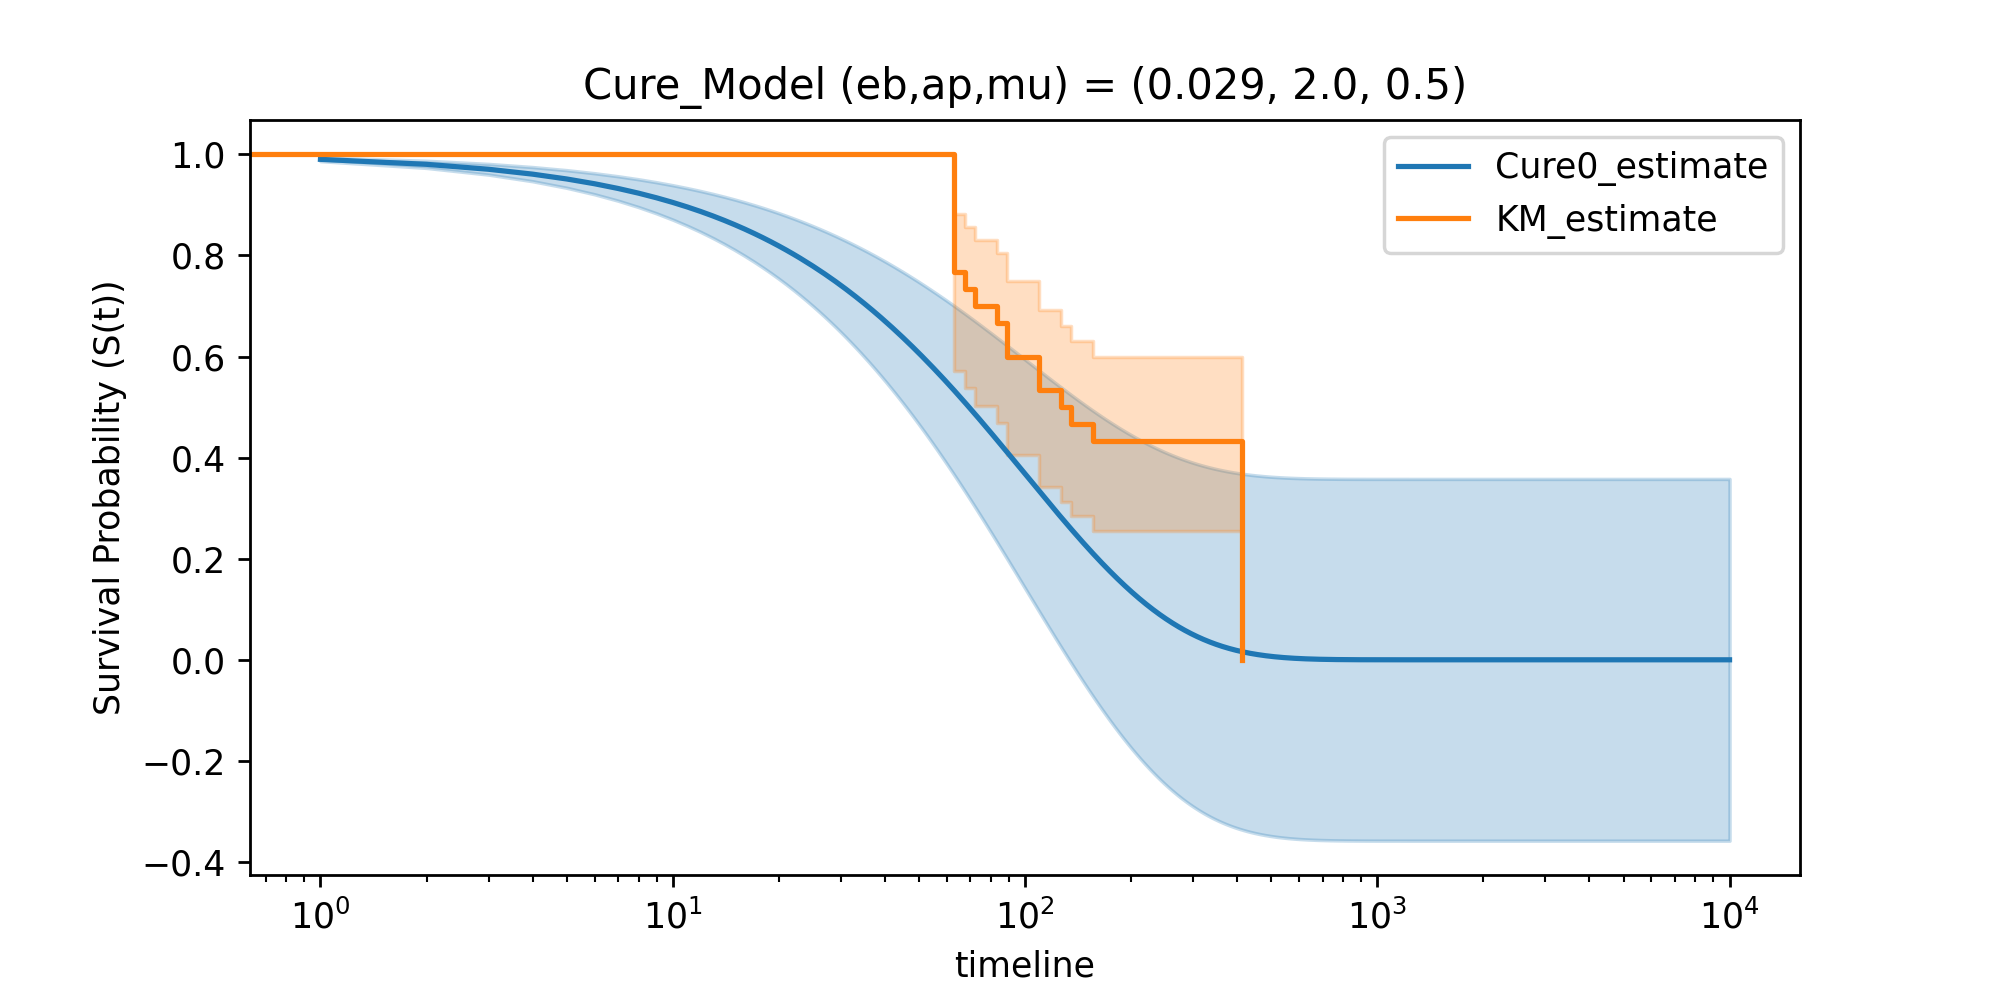 Cure_Model (eb,ap,mu) = (0.029, 2.0, 0.5)
Cure0_estimate
KM_estimate
Survival Probability (S(t))
1.0
0.8
0.6
0.4
0.2
0.0
−0.2
−0.4
10⁰ 10¹ 10² 10³ 10⁴
timeline